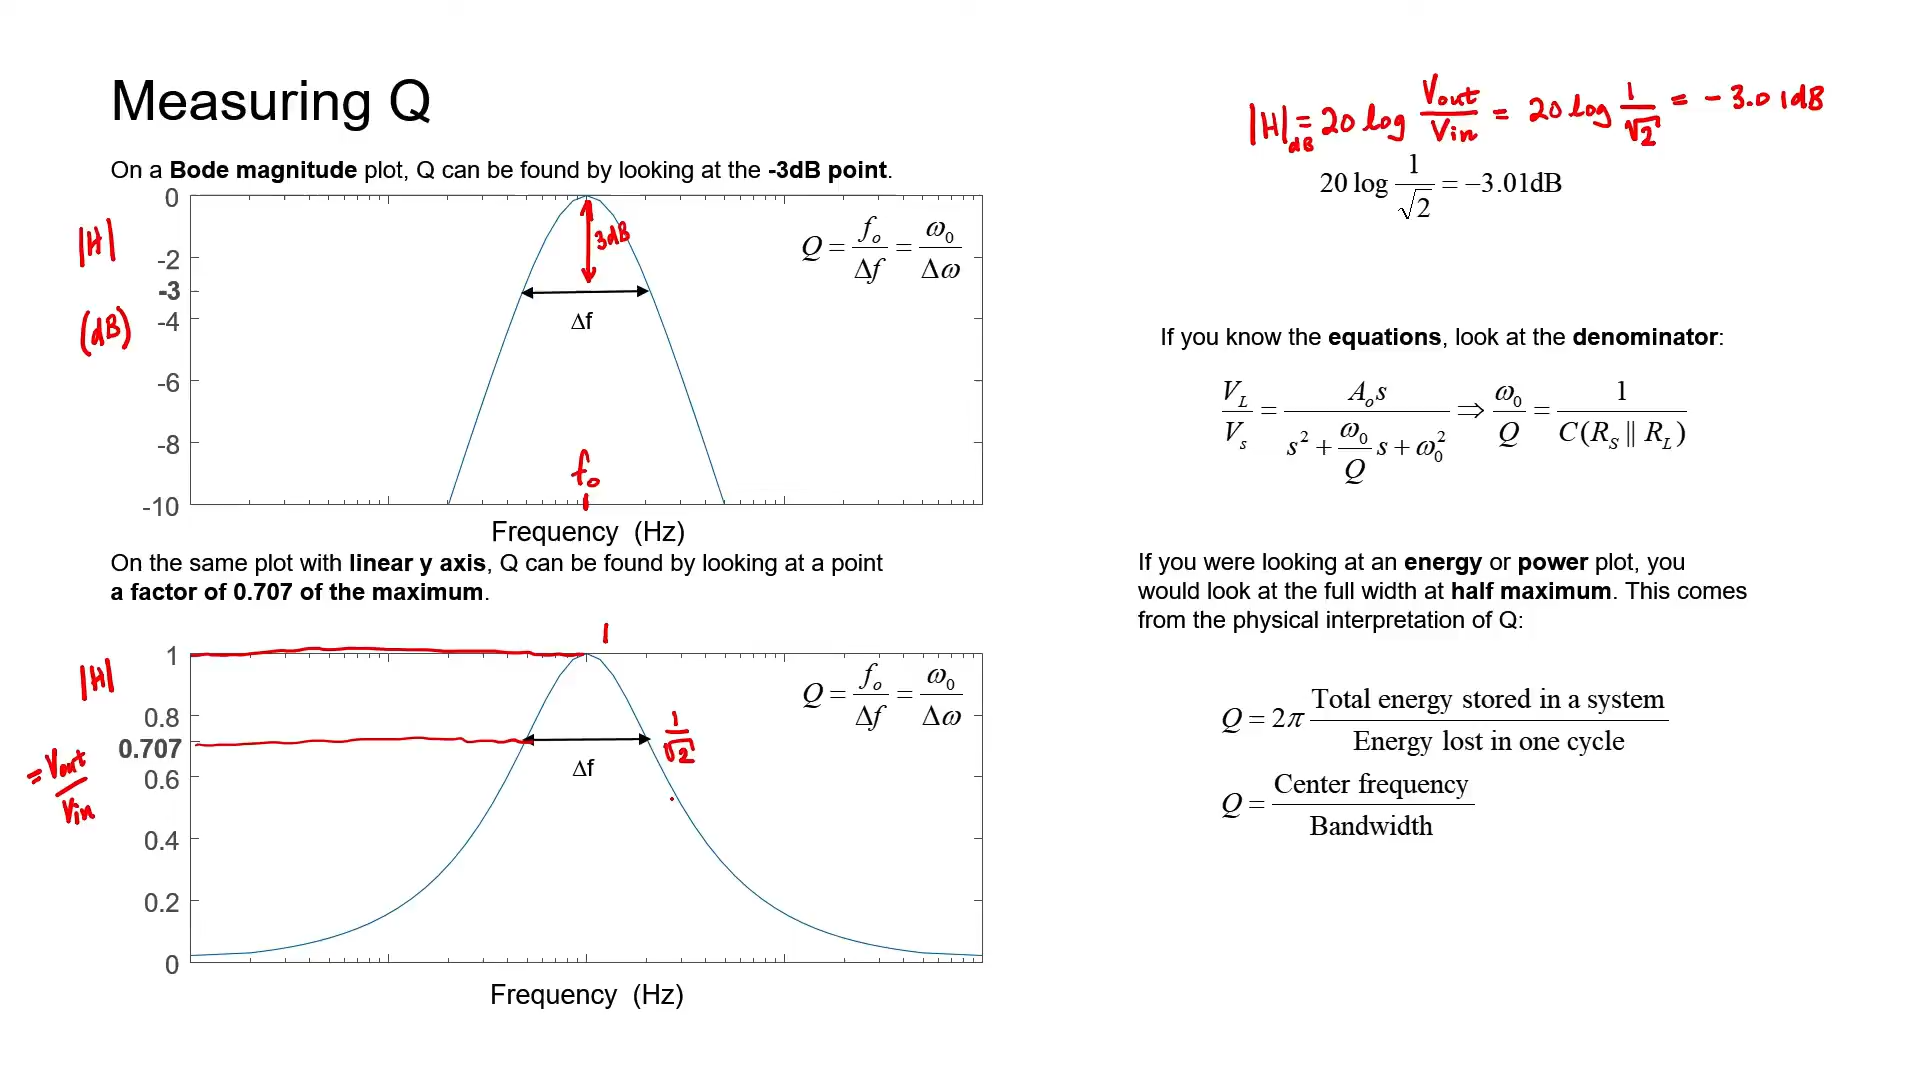 Measuring Q
On a Bode magnitude plot, Q can be found by looking at the -3dB point.
|H|
(dB)
0
-2
-3
-4
-6
-8
-10
3dB
Δf
f₀
Q = fₒ/Δf = ω₀/Δω
Frequency (Hz)
On the same plot with linear y axis, Q can be found by looking at a point
a factor of 0.707 of the maximum.
|H|
= Vout/Vin
1
0.8
0.707
0.6
0.4
0.2
0
1
1/√2
Δf
Q = fₒ/Δf = ω₀/Δω
Frequency (Hz)
|H|dB = 20 log Vout/Vin = 20 log 1/√2 = -3.01dB
20 log 1/√2 = −3.01dB
If you know the equations, look at the denominator:
V_L/V_s = Aₒs/(s² + (ω₀/Q)s + ω₀²) ⇒ ω₀/Q = 1/(C(R_S || R_L))
If you were looking at an energy or power plot, you
would look at the full width at half maximum. This comes
from the physical interpretation of Q:
Q = 2π Total energy stored in a system/Energy lost in one cycle
Q = Center frequency/Bandwidth